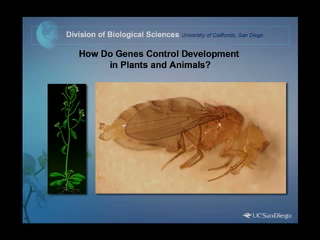 Division of Biological Sciences University of California, San Diego
How Do Genes Control Development
in Plants and Animals?
UCSanDiego